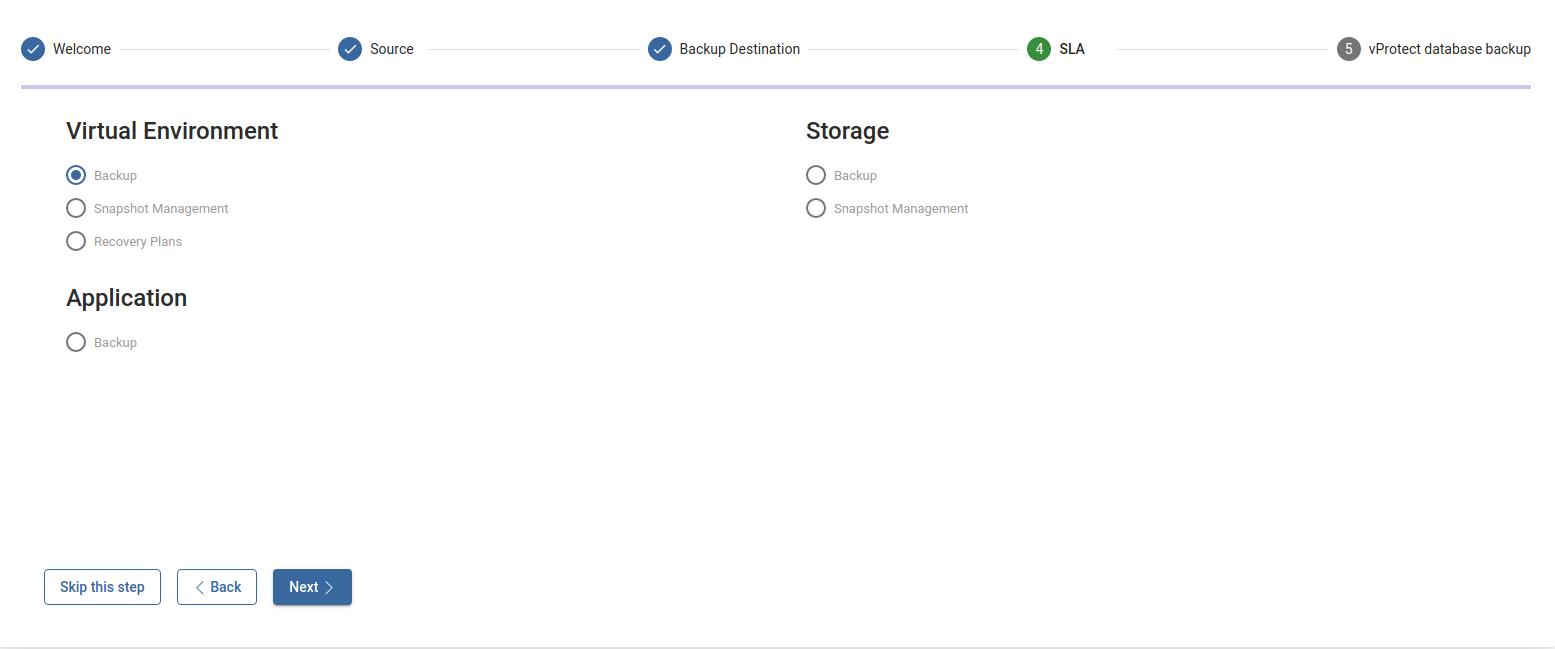 Welcome
Source
Backup Destination
4 SLA
5 vProtect database backup
Virtual Environment
Backup
Snapshot Management
Recovery Plans
Application
Backup
Storage
Backup
Snapshot Management
Skip this step
Back
Next